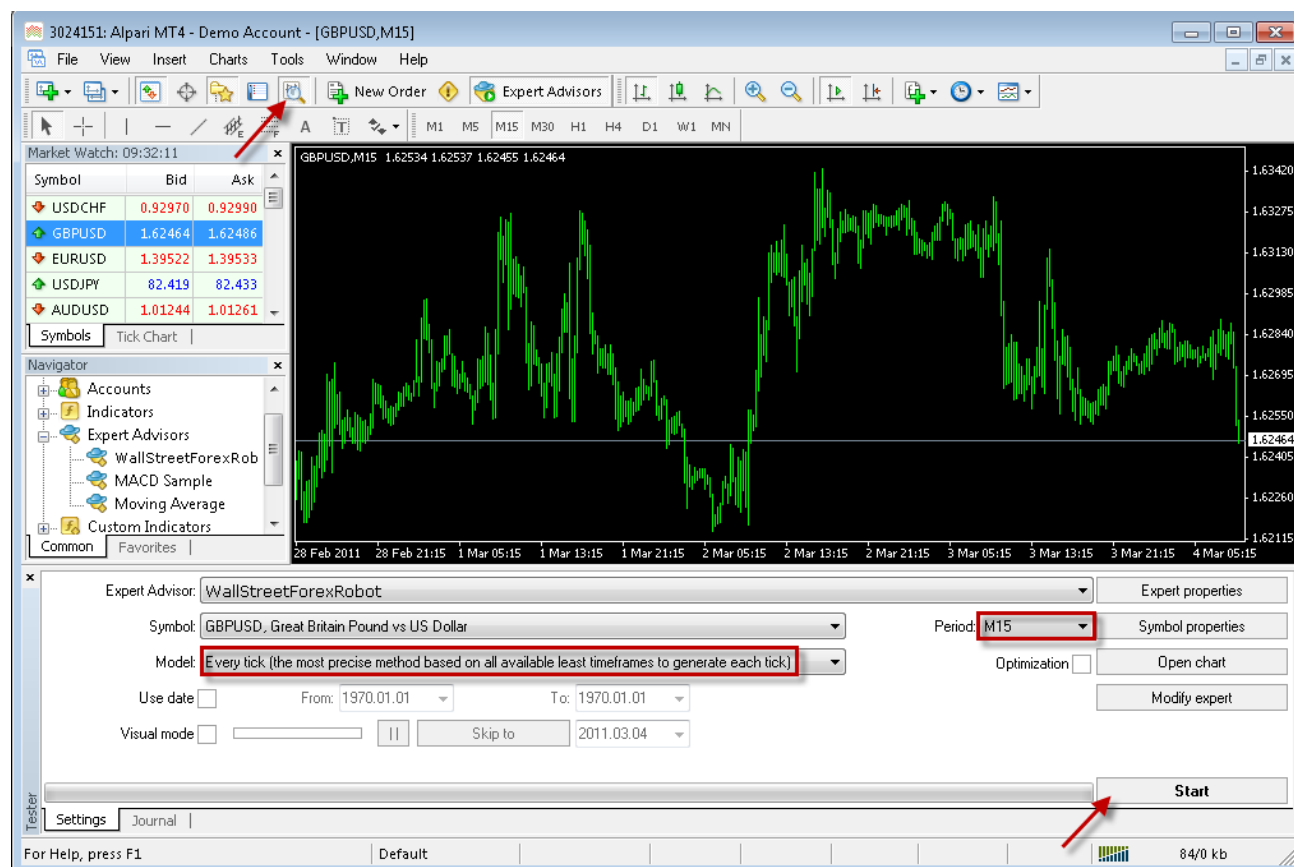 3024151: Alpari MT4 - Demo Account - [GBPUSD,M15]
File View Insert Charts Tools Window Help
New Order Expert Advisors
E F A T M1 M5 M15 M30 H1 H4 D1 W1 MN
Market Watch: 09:32:11
Symbol Bid Ask
USDCHF 0.92970 0.92990
GBPUSD 1.62464 1.62486
EURUSD 1.39522 1.39533
USDJPY 82.419 82.433
AUDUSD 1.01244 1.01261
Symbols Tick Chart
Navigator
Accounts
Indicators
Expert Advisors
WallStreetForexRob
MACD Sample
Moving Average
Custom Indicators
Common Favorites
GBPUSD,M15 1.62534 1.62537 1.62455 1.62464
1.63420
1.63275
1.63130
1.62985
1.62840
1.62695
1.62550
1.62464
1.62405
1.62260
1.62115
28 Feb 2011 28 Feb 21:15 1 Mar 05:15 1 Mar 13:15 1 Mar 21:15 2 Mar 05:15 2 Mar 13:15 2 Mar 21:15 3 Mar 05:15 3 Mar 13:15 3 Mar 21:15 4 Mar 05:15
Expert Advisor: WallStreetForexRobot Expert properties
Symbol: GBPUSD, Great Britain Pound vs US Dollar Period: M15 Symbol properties
Model: Every tick (the most precise method based on all available least timeframes to generate each tick) Optimization Open chart
Use date From: 1970.01.01 To: 1970.01.01 Modify expert
Visual mode Skip to 2011.03.04
Start
Tester
Settings Journal
For Help, press F1 Default 84/0 kb